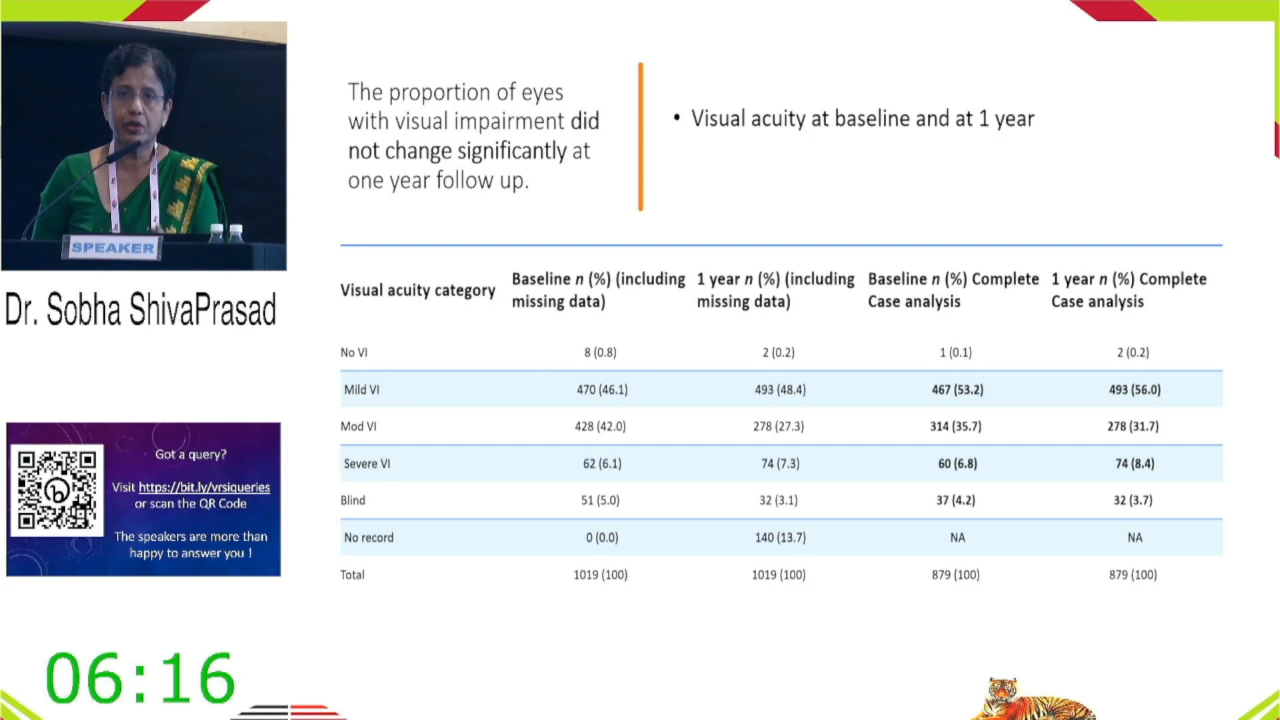 The proportion of eyes
with visual impairment did
not change significantly at
one year follow up.
• Visual acuity at baseline and at 1 year
SPEAKER
Dr. Sobha ShivaPrasad
Visual acuity category Baseline n (%) (including missing data) 1 year n (%) (including missing data) Baseline n (%) Complete Case analysis 1 year n (%) Complete Case analysis
No VI 8 (0.8) 2 (0.2) 1 (0.1) 2 (0.2)
Mild VI 470 (46.1) 493 (48.4) 467 (53.2) 493 (56.0)
Mod VI 428 (42.0) 278 (27.3) 314 (35.7) 278 (31.7)
Severe VI 62 (6.1) 74 (7.3) 60 (6.8) 74 (8.4)
Blind 51 (5.0) 32 (3.1) 37 (4.2) 32 (3.7)
No record 0 (0.0) 140 (13.7) NA NA
Total 1019 (100) 1019 (100) 879 (100) 879 (100)
Got a query?
Visit https://bit.ly/vrsiqueries
or scan the QR Code
The speakers are more than
happy to answer you !
06:16